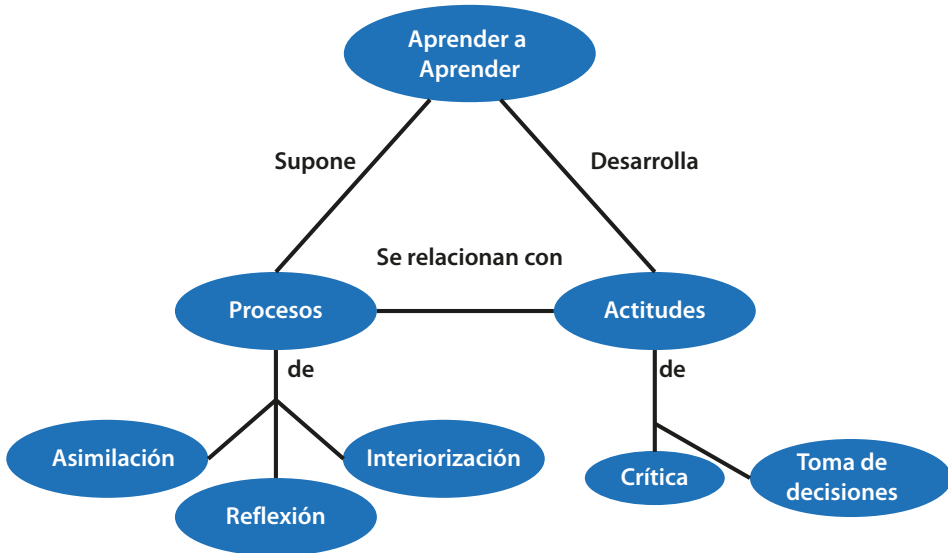 Aprender a
Aprender
Supone
Desarrolla
Se relacionan con
Procesos
Actitudes
de
de
Asimilación
Interiorización
Reflexión
Crítica
Toma de
decisiones